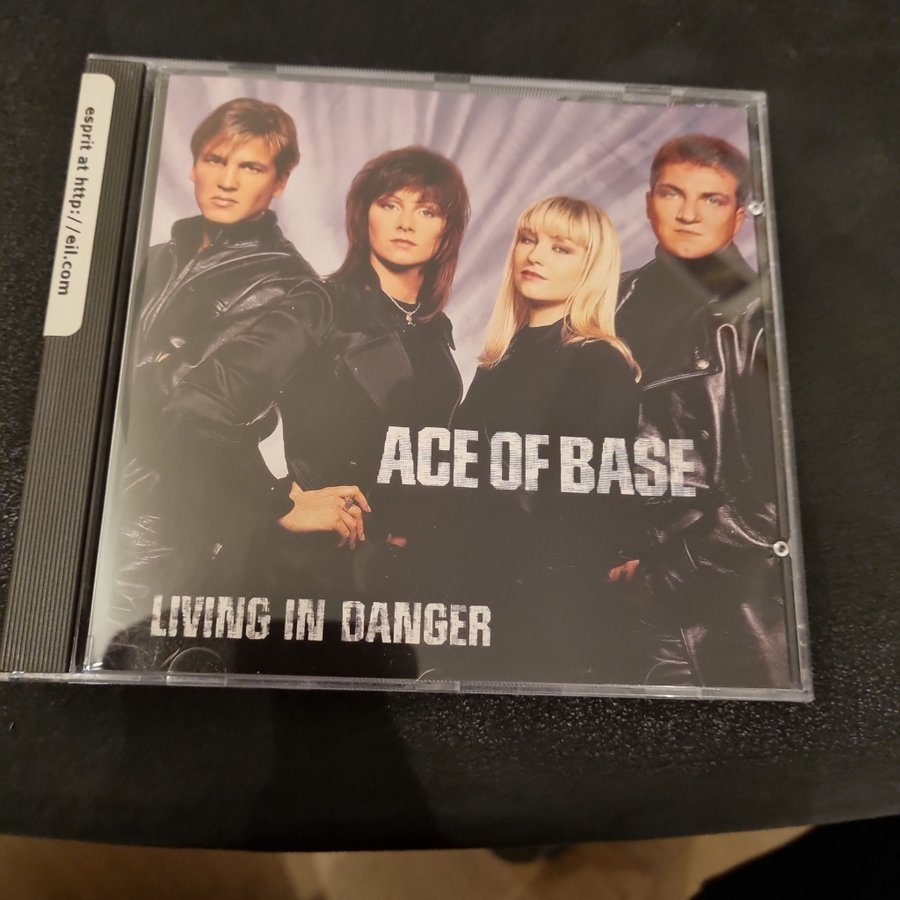 esprit at http://eil.com
ACE OF BASE
LIVING IN DANGER